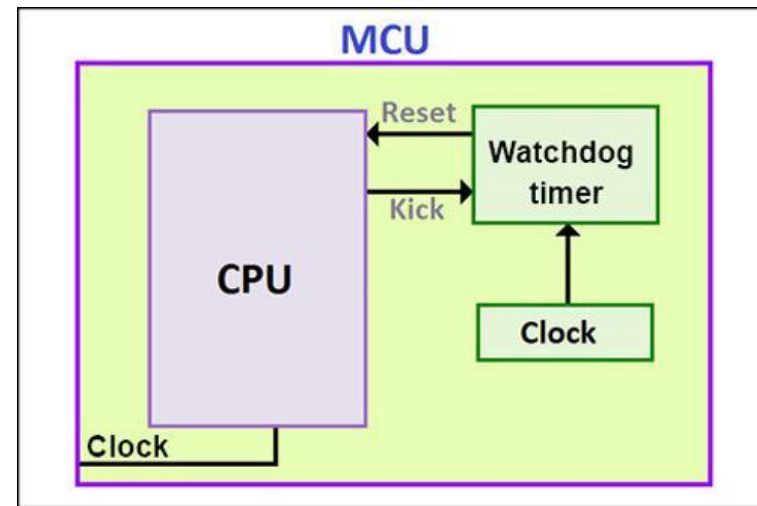 MCU
Reset
Watchdog
timer
Kick
CPU
Clock
Clock